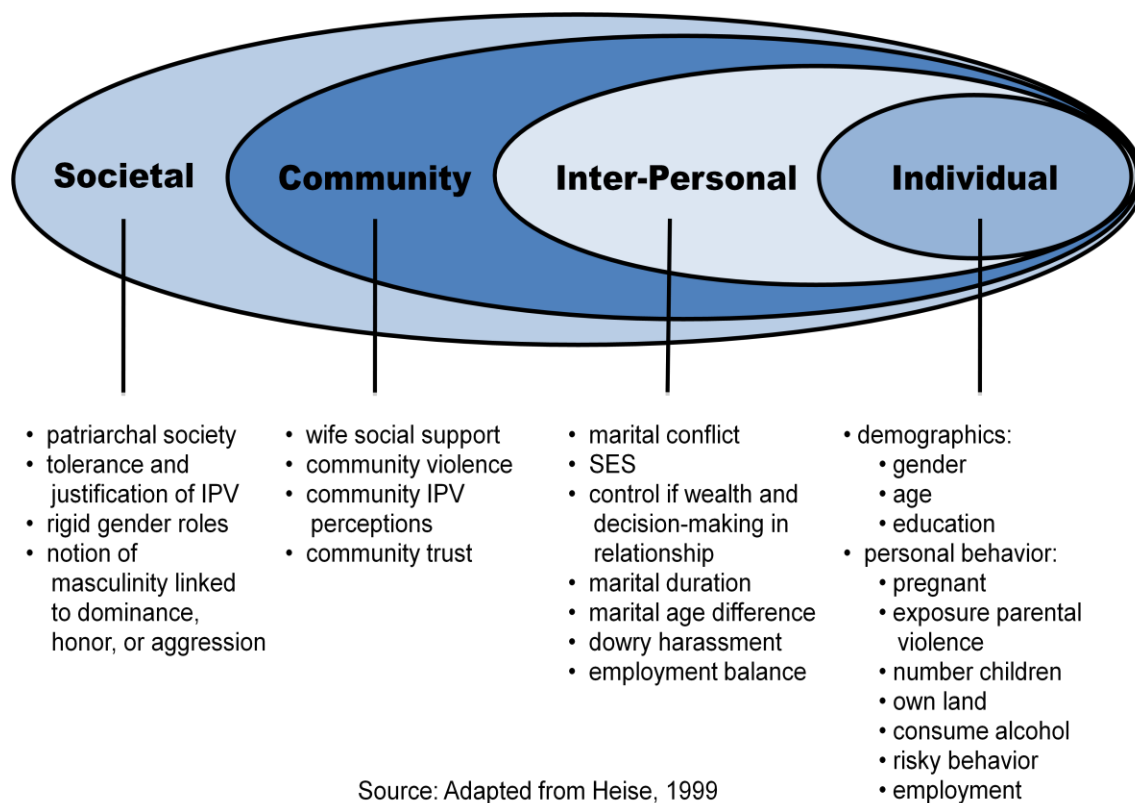 Societal
Community
Inter-Personal
Individual
• patriarchal society
• tolerance and
justification of IPV
• rigid gender roles
• notion of
masculinity linked
to dominance,
honor, or aggression
• wife social support
• community violence
• community IPV
perceptions
• community trust
• marital conflict
• SES
• control if wealth and
decision-making in
relationship
• marital duration
• marital age difference
• dowry harassment
• employment balance
• demographics:
• gender
• age
• education
• personal behavior:
• pregnant
• exposure parental
violence
• number children
• own land
• consume alcohol
• risky behavior
• employment
Source: Adapted from Heise, 1999